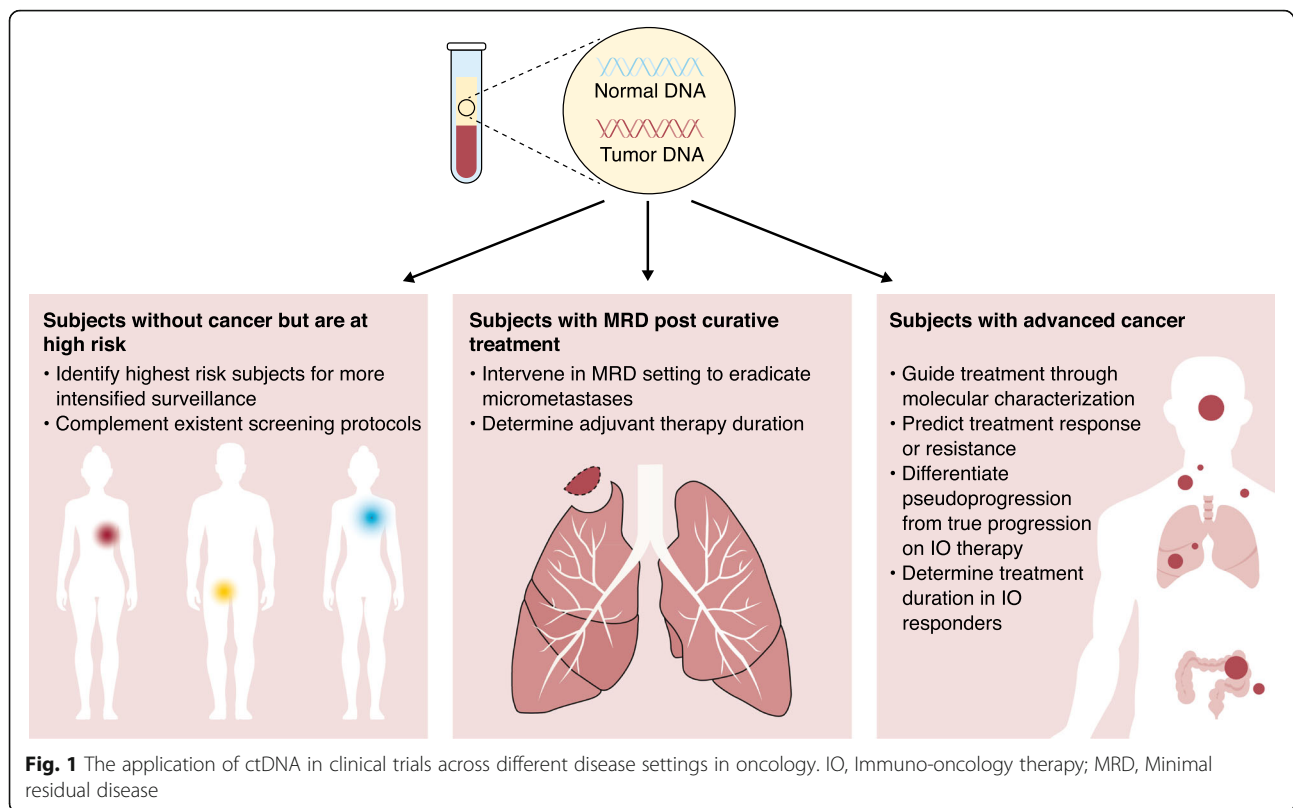 Normal DNA
Tumor DNA
Subjects without cancer but are at
high risk
• Identify highest risk subjects for more
intensified surveillance
• Complement existent screening protocols
Subjects with MRD post curative
treatment
• Intervene in MRD setting to eradicate
micrometastases
• Determine adjuvant therapy duration
Subjects with advanced cancer
• Guide treatment through
molecular characterization
• Predict treatment response
or resistance
• Differentiate
pseudoprogression
from true progression
on IO therapy
• Determine treatment
duration in IO
responders
Fig. 1 The application of ctDNA in clinical trials across different disease settings in oncology. IO, Immuno-oncology therapy; MRD, Minimal
residual disease